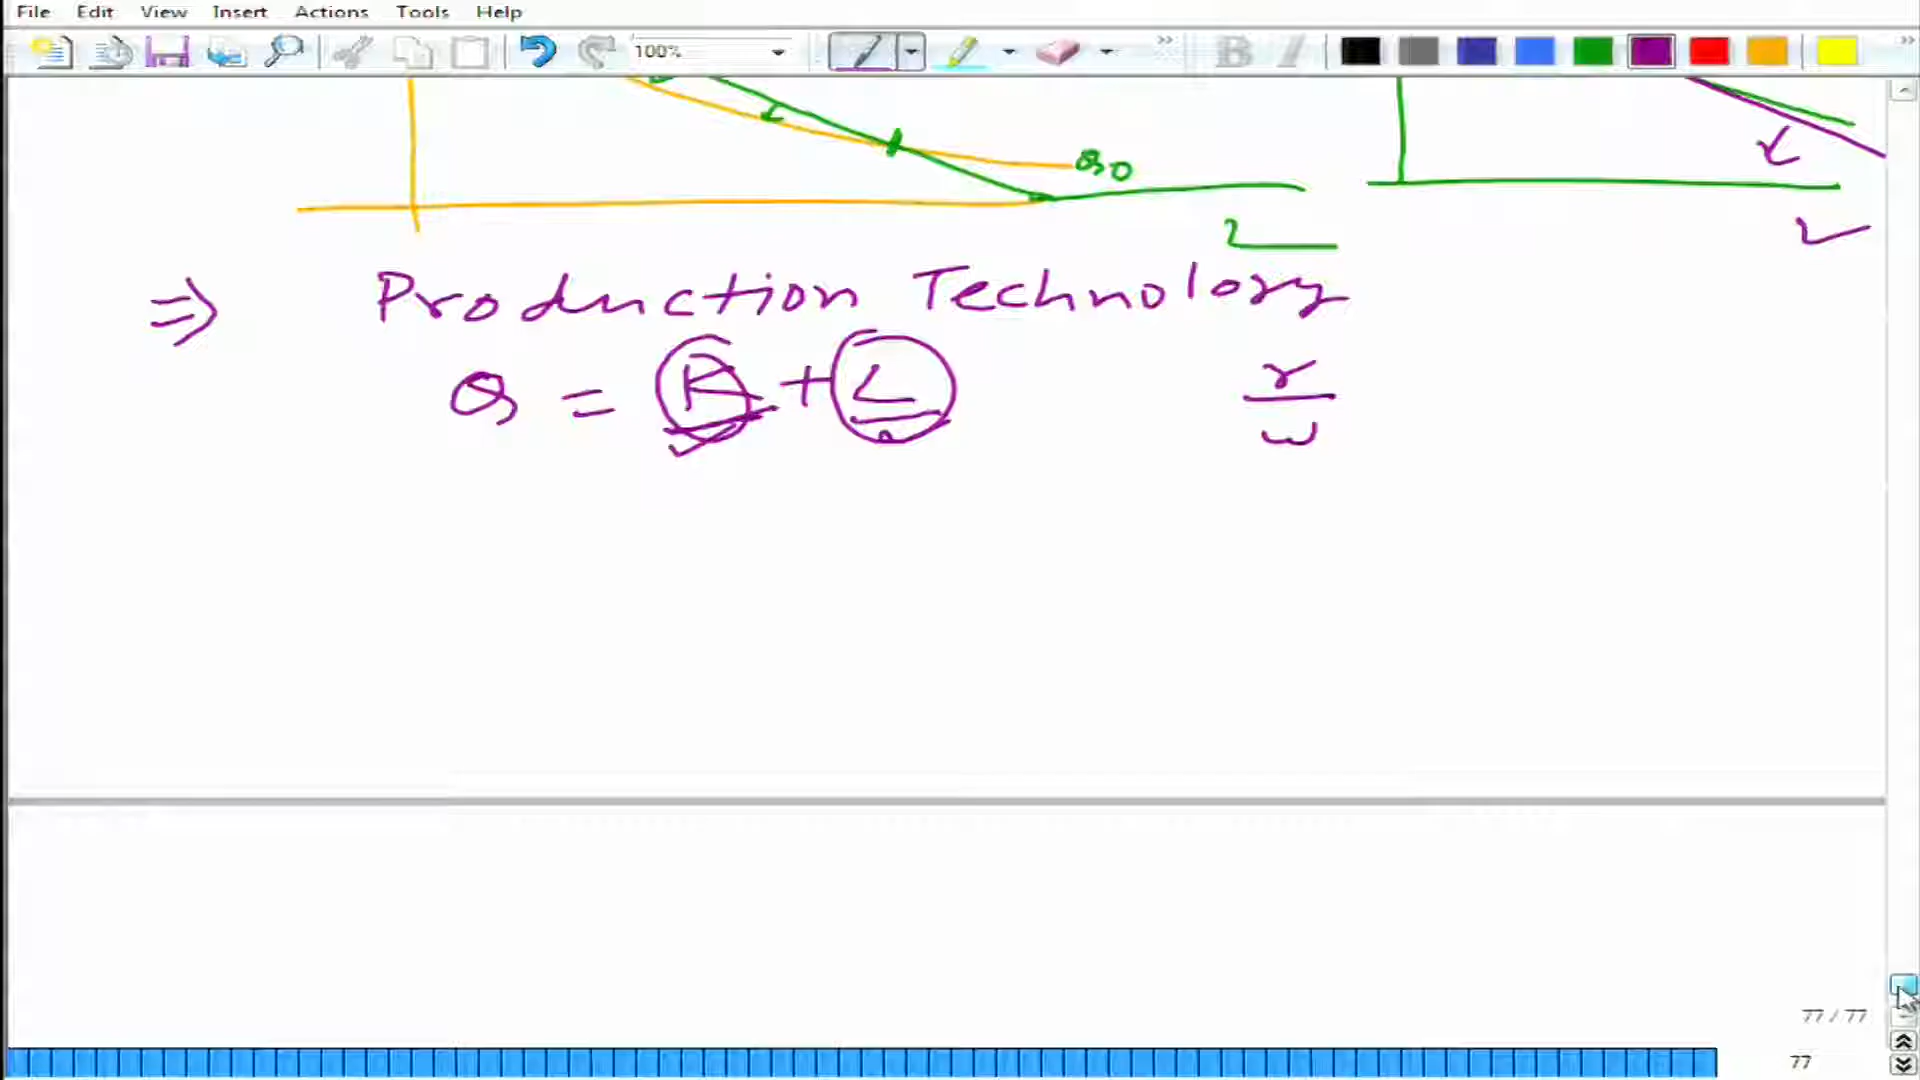 File Edit View Insert Actions Tools Help
100%
Q0
L
L
⇒ Production Technology
Q = K + L
r
w
77 / 77
77